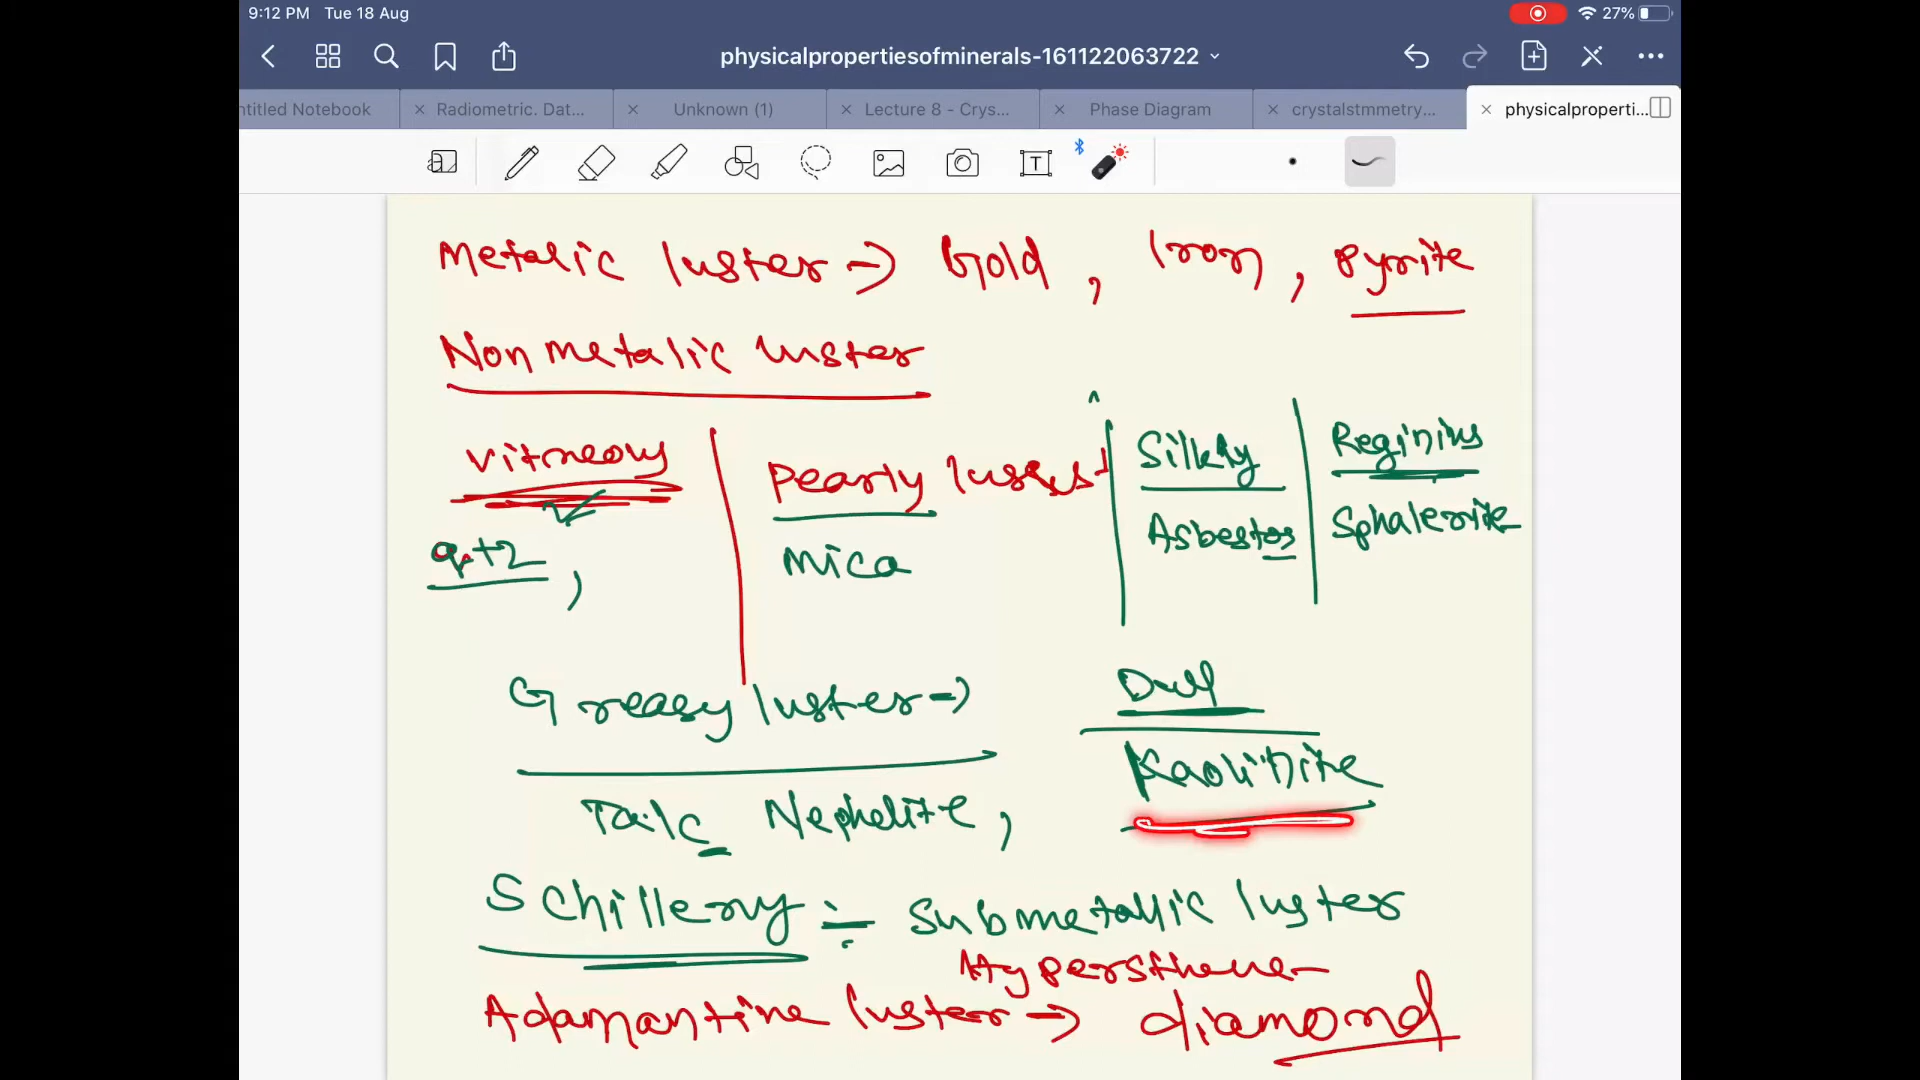 9:12 PM Tue 18 Aug
27%
physicalpropertiesofminerals-161122063722
ntitled Notebook
Radiometric. Dat...
Unknown (1)
Lecture 8 - Crys...
Phase Diagram
crystalstmmetry...
physicalproperti...
Metalic luster → Gold, Iron, Pyrite
Non metalic luster
vitreous
Pearly luster
Silky
Reginius
qtz,
Mica
Asbestos
Sphalerite
Greasy luster →
Dull
Talc Nephelite,
Kaolinite
Schillery ÷ Submetallic luster
Hypersthene
Adamantine luster → diamond